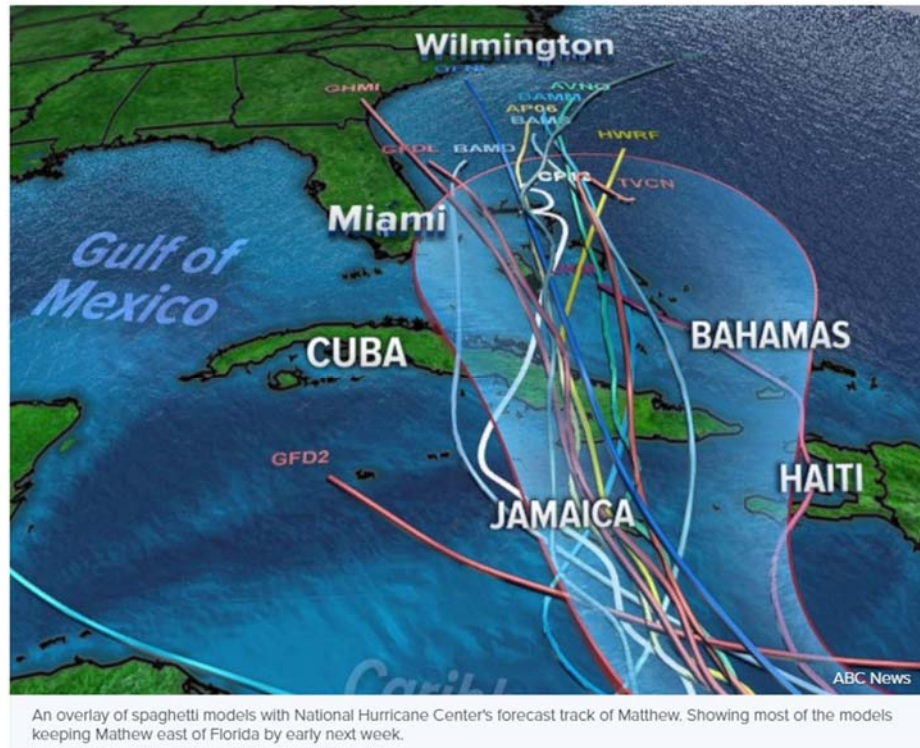 Wilmington
GHMI
AVNO
BAMM
AP06
BAMS
HWRF
GFDL
BAMD
TVCN
Miami
Gulf of
Mexico
BAHAMAS
CUBA
GFD2
HAITI
JAMAICA
ABC News
An overlay of spaghetti models with National Hurricane Center's forecast track of Matthew. Showing most of the models
keeping Mathew east of Florida by early next week.